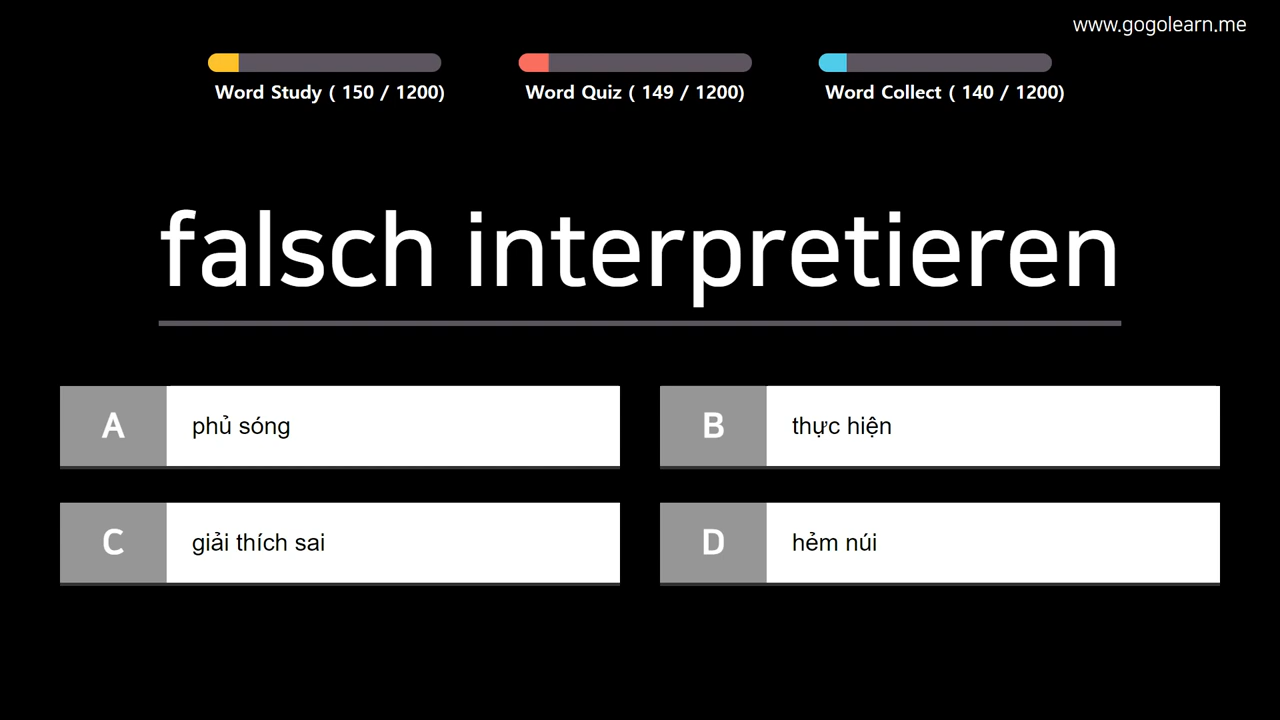 www.gogolearn.me
Word Study ( 150 / 1200)
Word Quiz ( 149 / 1200)
Word Collect ( 140 / 1200)
falsch interpretieren
A phủ sóng
B thực hiện
C giải thích sai
D hẻm núi